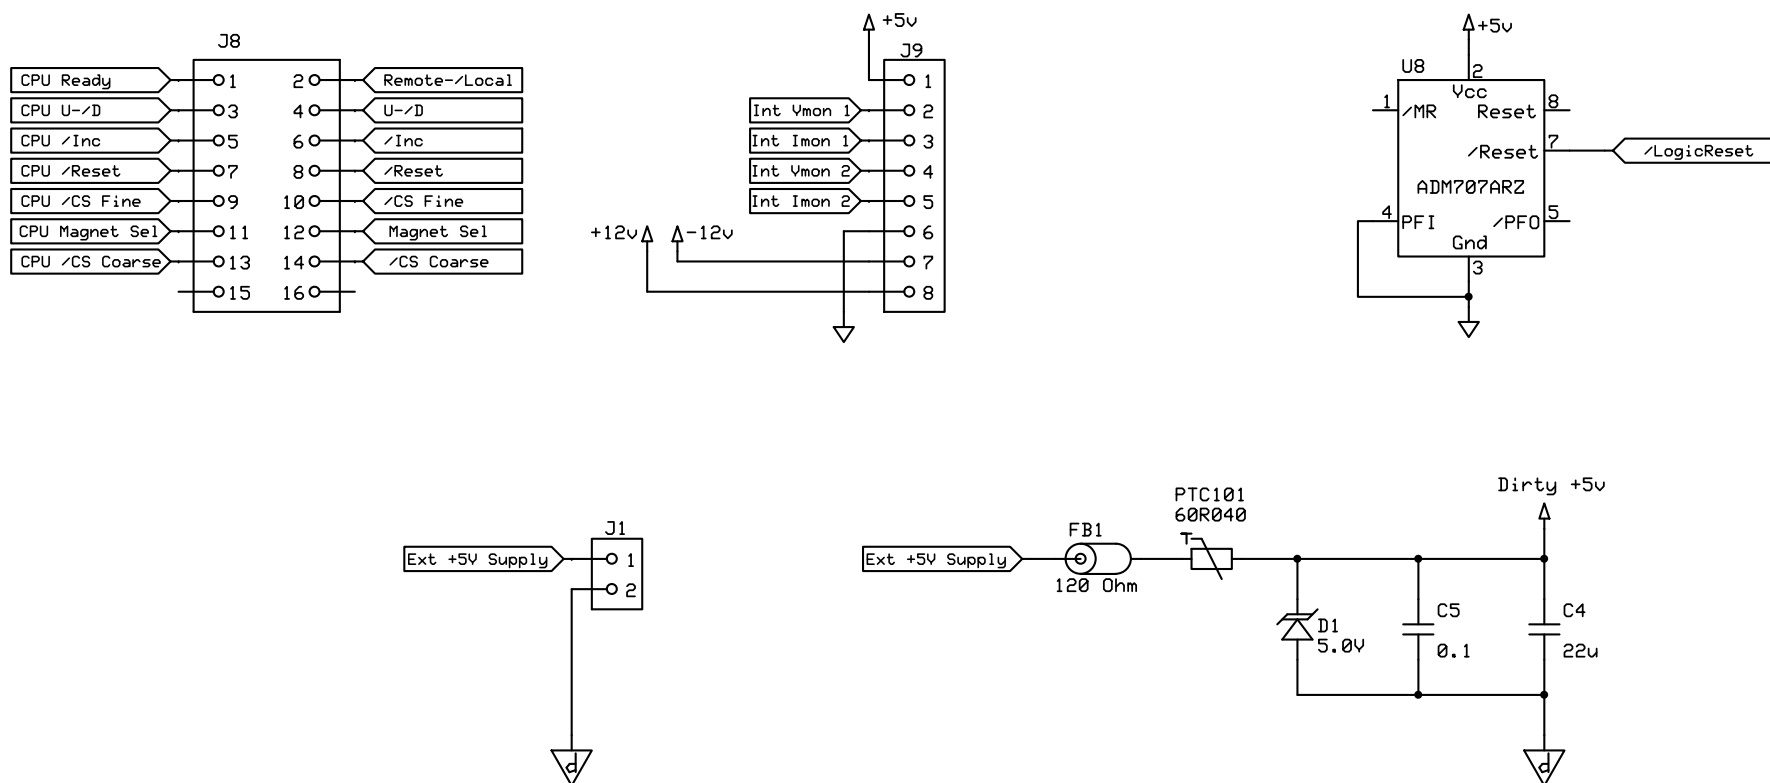 J8
CPU Ready 1 2 Remote-/Local
CPU U-/D 3 4 U-/D
CPU /Inc 5 6 /Inc
CPU /Reset 7 8 /Reset
CPU /CS Fine 9 10 /CS Fine
CPU Magnet Sel 11 12 Magnet Sel
CPU /CS Coarse 13 14 /CS Coarse
15 16
+5v
J9
1
Int Vmon 1 2
Int Imon 1 3
Int Vmon 2 4
Int Imon 2 5
+12v -12v 6
7
8
+5v
U8 2
Vcc
1 /MR Reset 8
/Reset 7 /LogicReset
ADM707ARZ
4 PFI /PFO 5
Gnd
3
J1
Ext +5V Supply 1
2
d
Dirty +5v
PTC101
60R040
FB1 T
Ext +5V Supply
120 Ohm
D1 C5 C4
5.0V 0.1 22u
d